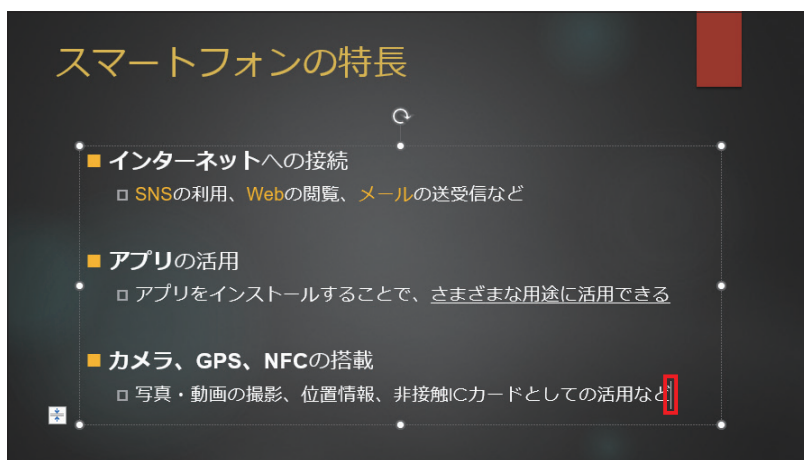 スマートフォンの特長
インターネットへの接続
SNSの利用、Webの閲覧、メールの送受信など
アプリの活用
アプリをインストールすることで、さまざまな用途に活用できる
カメラ、GPS、NFCの搭載
写真・動画の撮影、位置情報、非接触ICカードとしての活用など